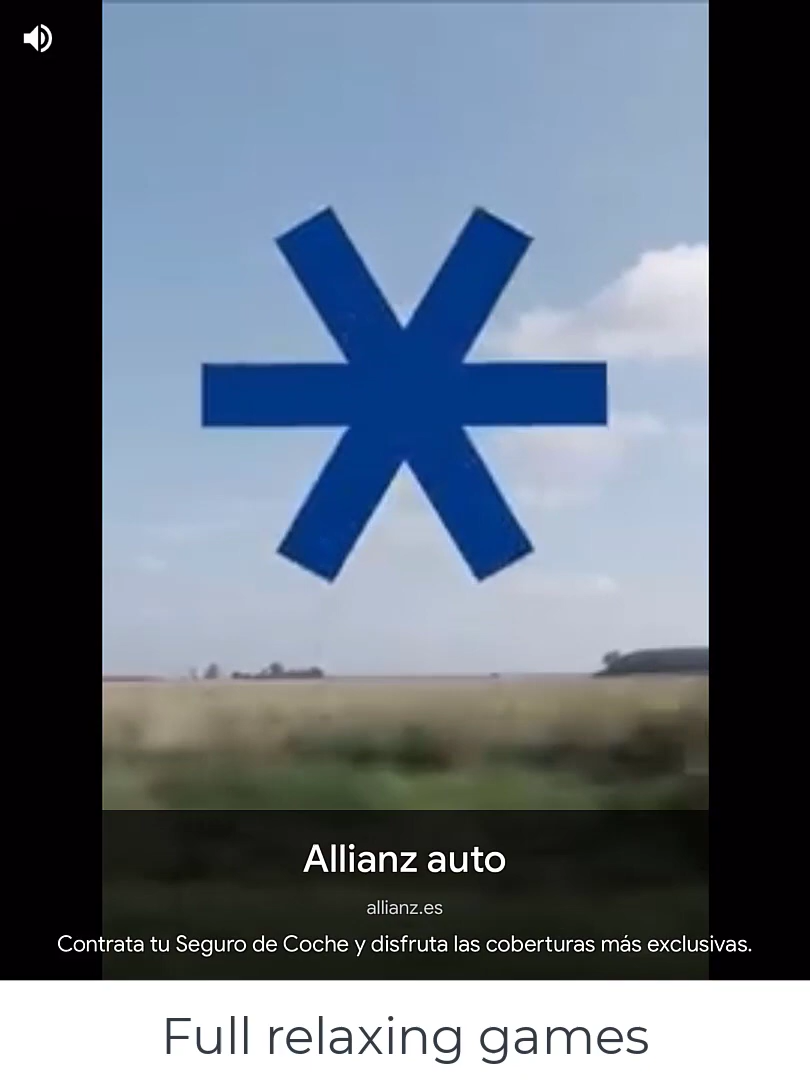 Allianz auto
allianz.es
Contrata tu Seguro de Coche y disfruta las coberturas más exclusivas.
Full relaxing games